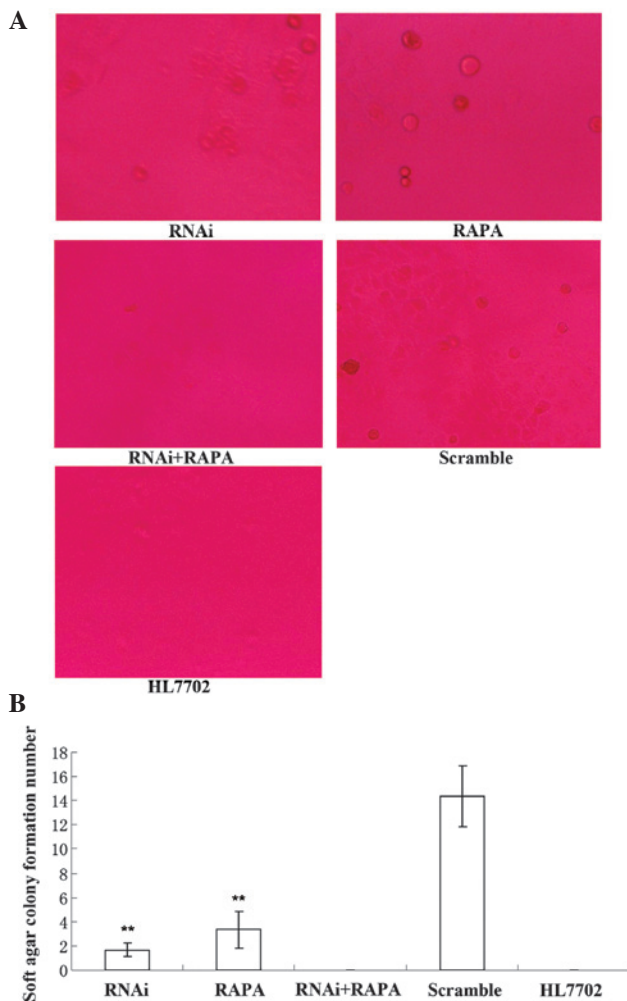 A
RNAi
RAPA
RNAi+RAPA
Scramble
HL7702
B
Soft agar colony formation number
18
16
14
12
10
8
6
4
2
0
**
**
RNAi
RAPA
RNAi+RAPA
Scramble
HL7702